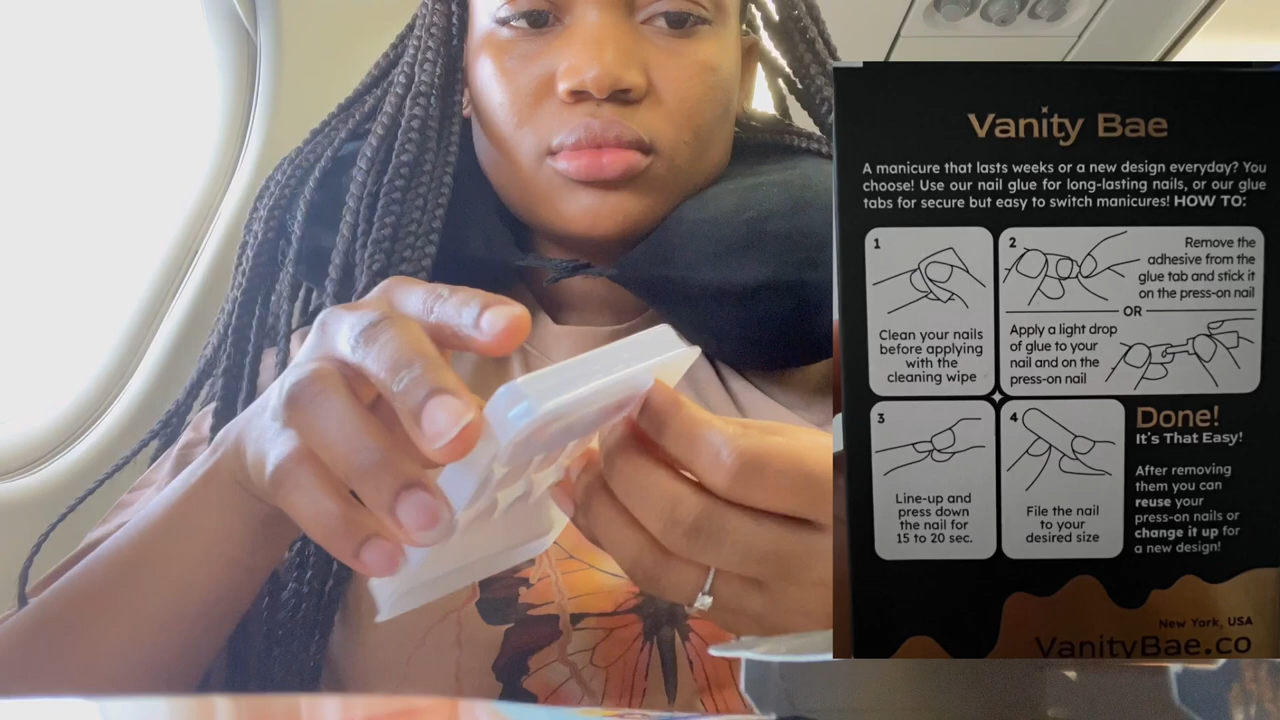 Vanity Bae
A manicure that lasts weeks or a new design everyday? You
choose! Use our nail glue for long-lasting nails, or our glue
tabs for secure but easy to switch manicures! HOW TO:
1
Clean your nails
before applying
with the
cleaning wipe
2
Remove the
adhesive from the
glue tab and stick it
on the press-on nail
OR
Apply a light drop
of glue to your
nail and on the
press-on nail
3
Line-up and
press down
the nail for
15 to 20 sec.
4
File the nail
to your
desired size
Done!
It's That Easy!
After removing
them you can
reuse your
press-on nails or
change it up for
a new design!
New York, USA
VanityBae.co